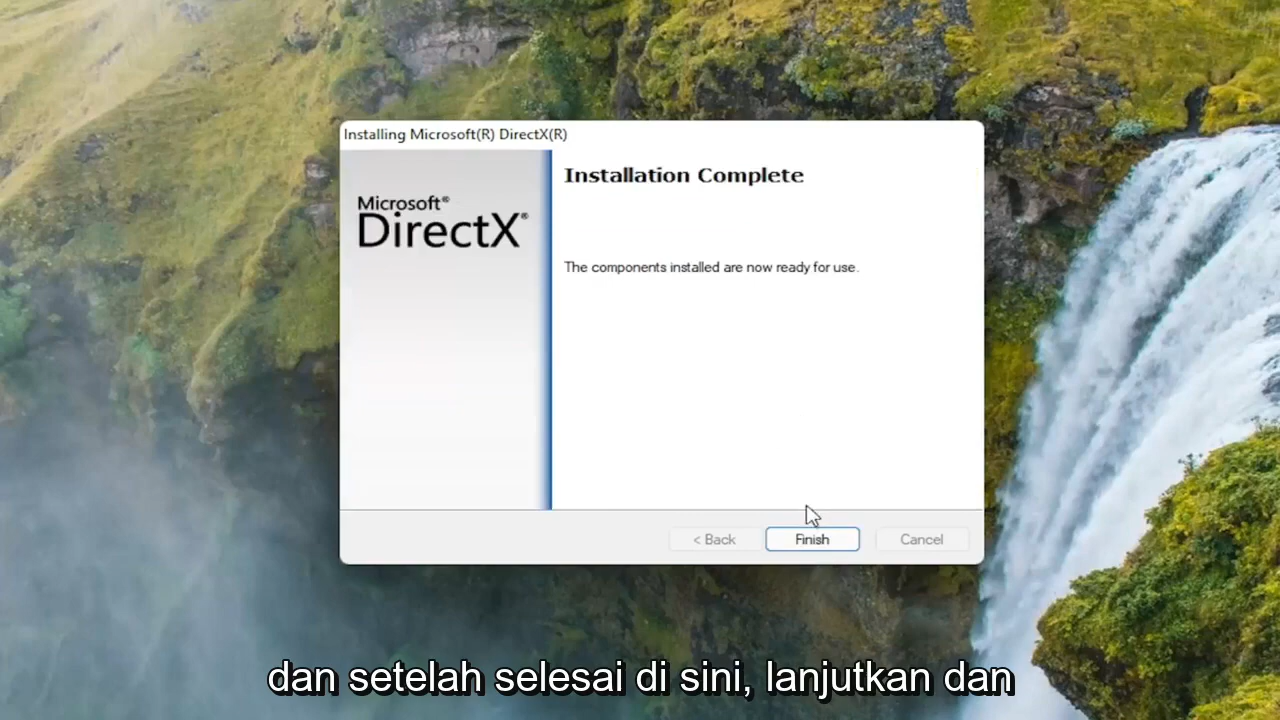 Installing Microsoft(R) DirectX(R)
Microsoft®
DirectX®
Installation Complete
The components installed are now ready for use.
< Back
Finish
Cancel
dan setelah selesai di sini, lanjutkan dan